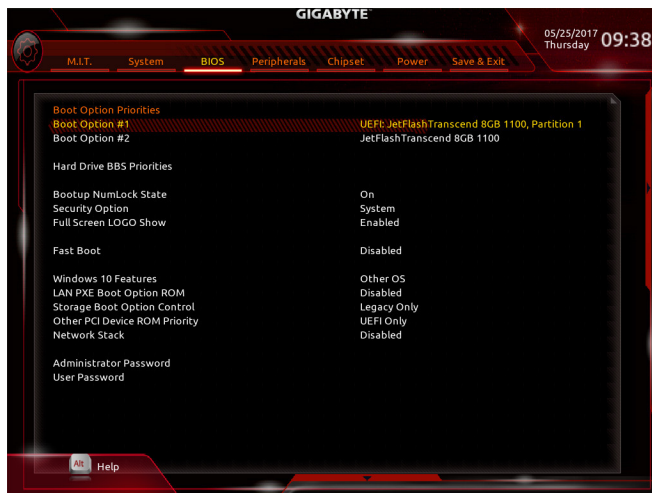 GIGABYTE
05/25/2017 09:38
Thursday
M.I.T. System BIOS Peripherals Chipset Power Save & Exit
Boot Option Priorities
Boot Option #1 UEFI: JetFlashTranscend 8GB 1100, Partition 1
Boot Option #2 JetFlashTranscend 8GB 1100
Hard Drive BBS Priorities
Bootup NumLock State On
Security Option System
Full Screen LOGO Show Enabled
Fast Boot Disabled
Windows 10 Features Other OS
LAN PXE Boot Option ROM Disabled
Storage Boot Option Control Legacy Only
Other PCI Device ROM Priority UEFI Only
Network Stack Disabled
Administrator Password
User Password
Alt Help